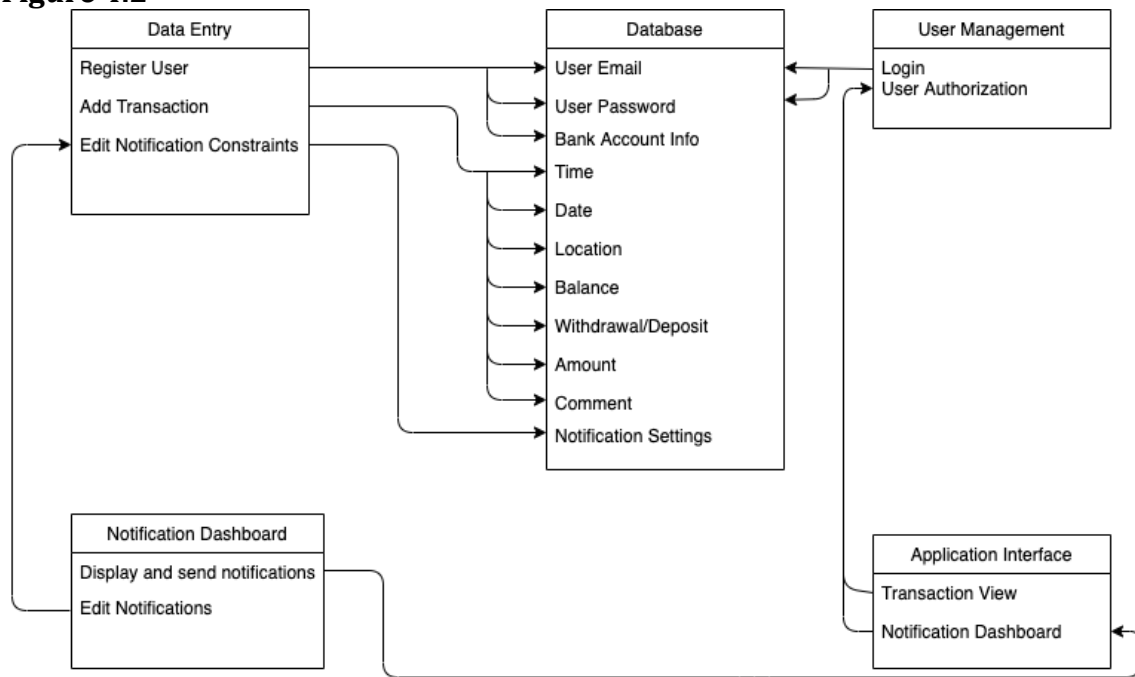 Data Entry
Register User
Add Transaction
Edit Notification Constraints
Database
User Email
User Password
Bank Account Info
Time
Date
Location
Balance
Withdrawal/Deposit
Amount
Comment
Notification Settings
User Management
Login
User Authorization
Notification Dashboard
Display and send notifications
Edit Notifications
Application Interface
Transaction View
Notification Dashboard